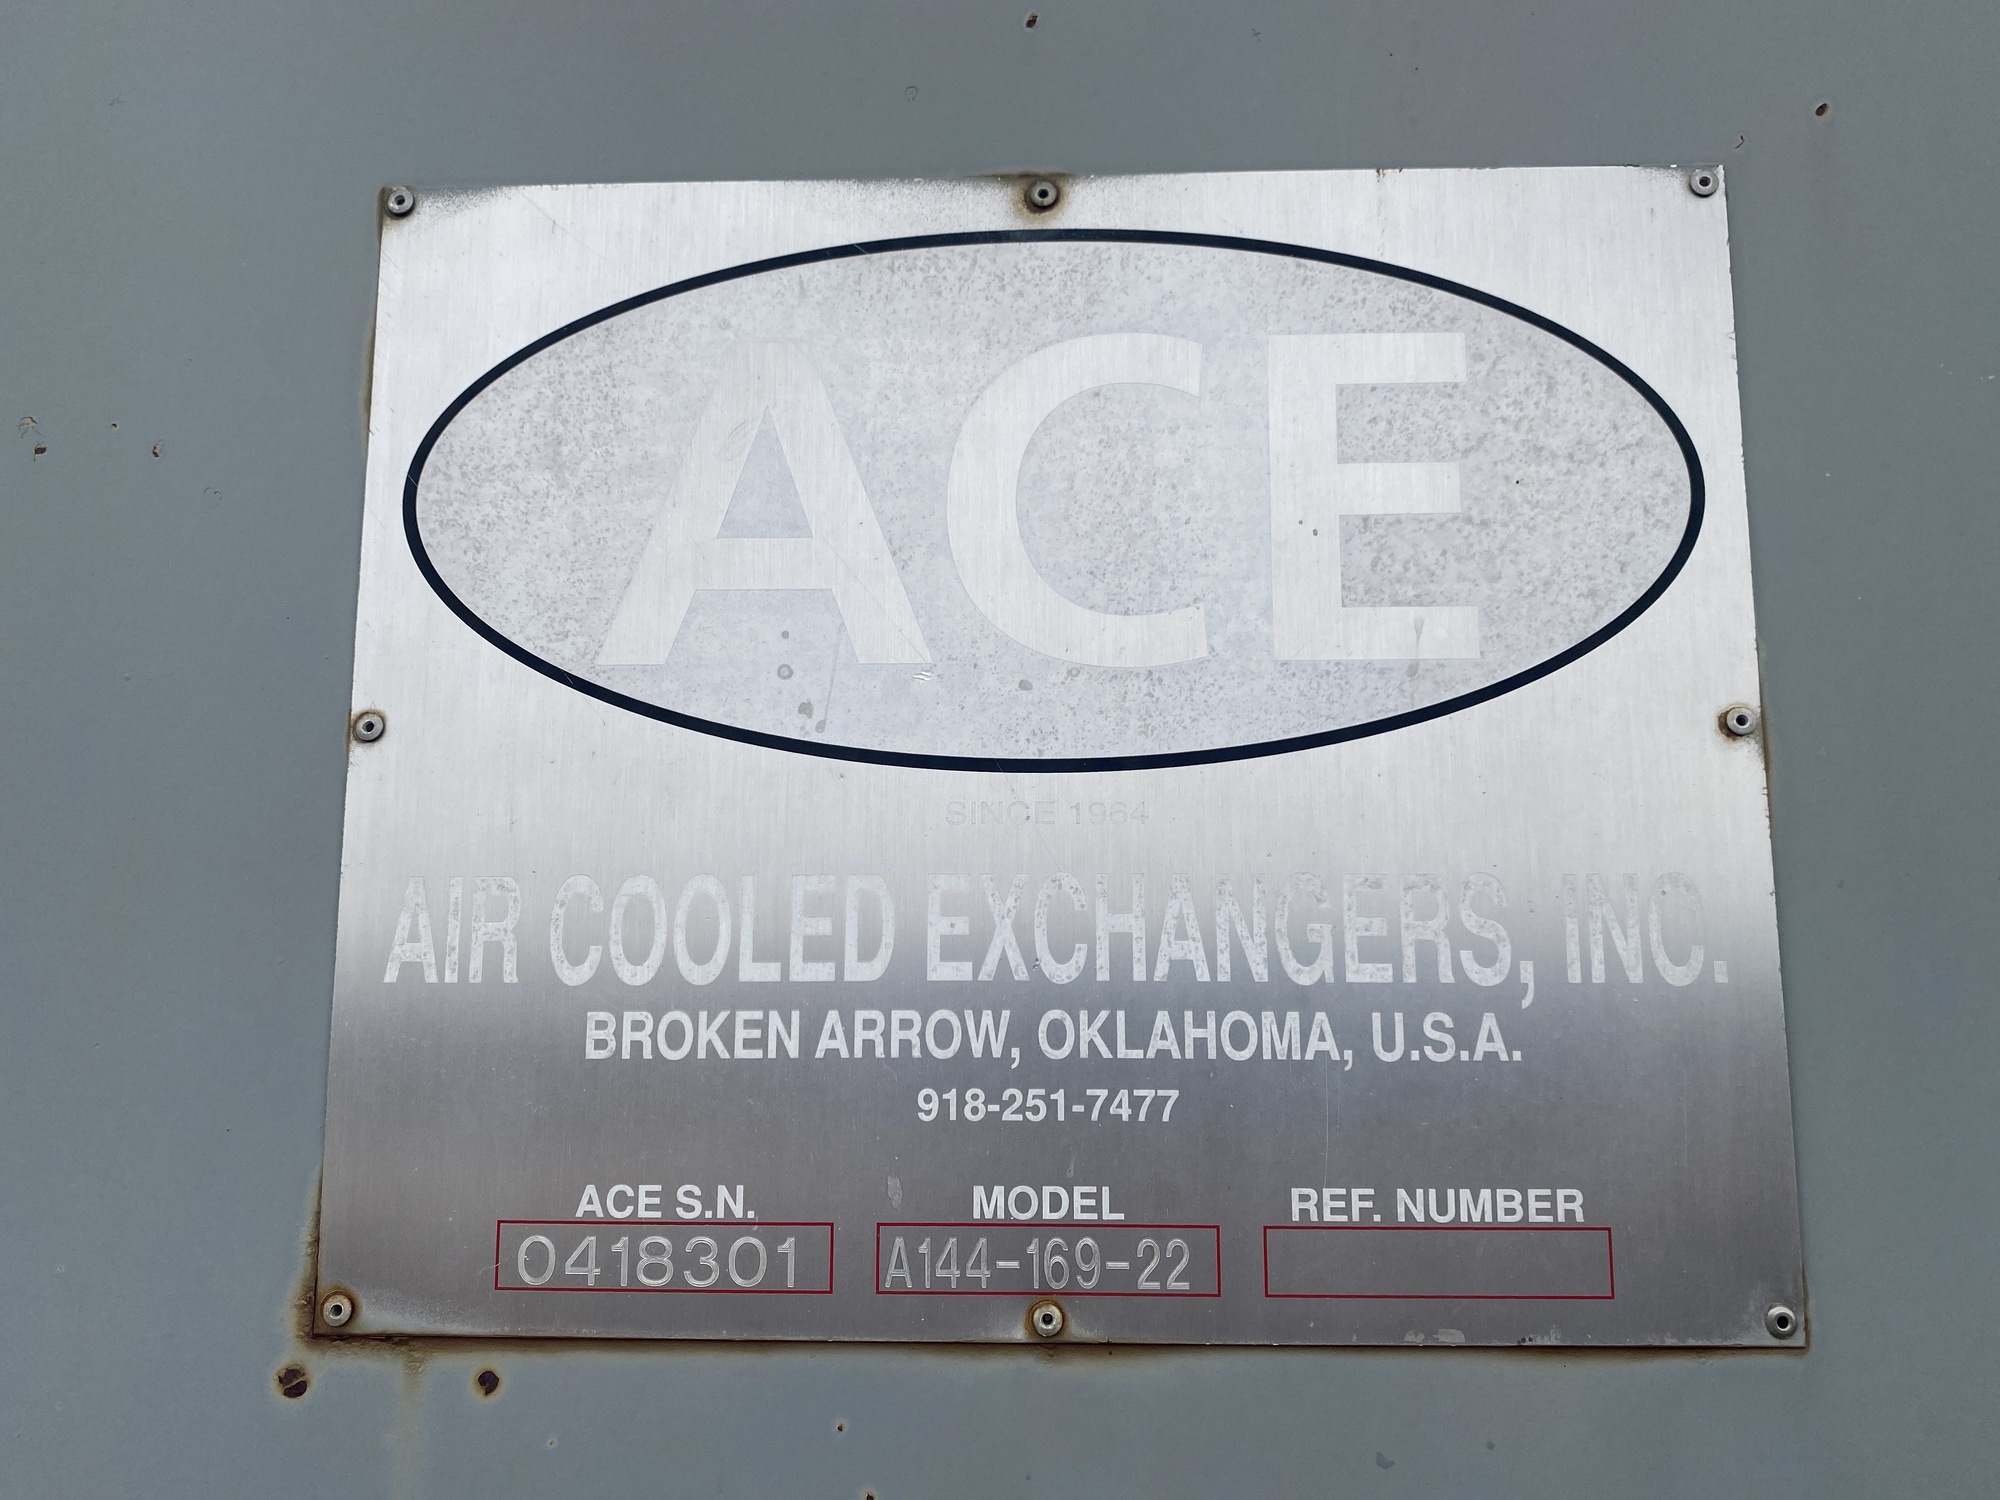 ACE
SINCE 1964
AIR COOLED EXCHANGERS, INC.
BROKEN ARROW, OKLAHOMA, U.S.A.
918-251-7477
ACE S.N. MODEL REF. NUMBER
0418301 A144-169-22